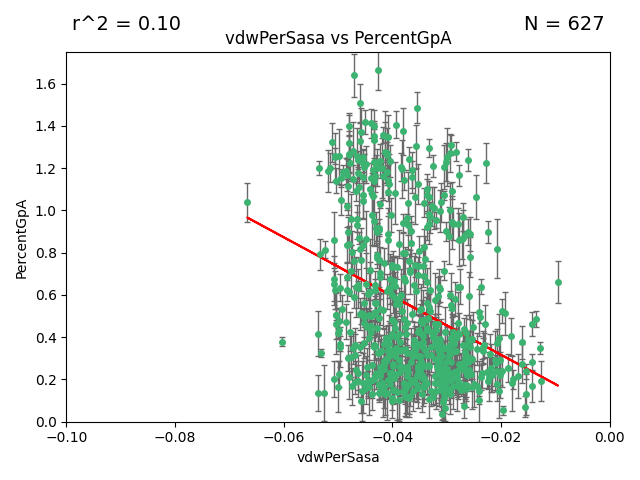 r^2 = 0.10 N = 627
vdwPerSasa vs PercentGpA
PercentGpA
1.6
1.4
1.2
1.0
0.8
0.6
0.4
0.2
0.0
−0.10 −0.08 −0.06 −0.04 −0.02 0.00
vdwPerSasa